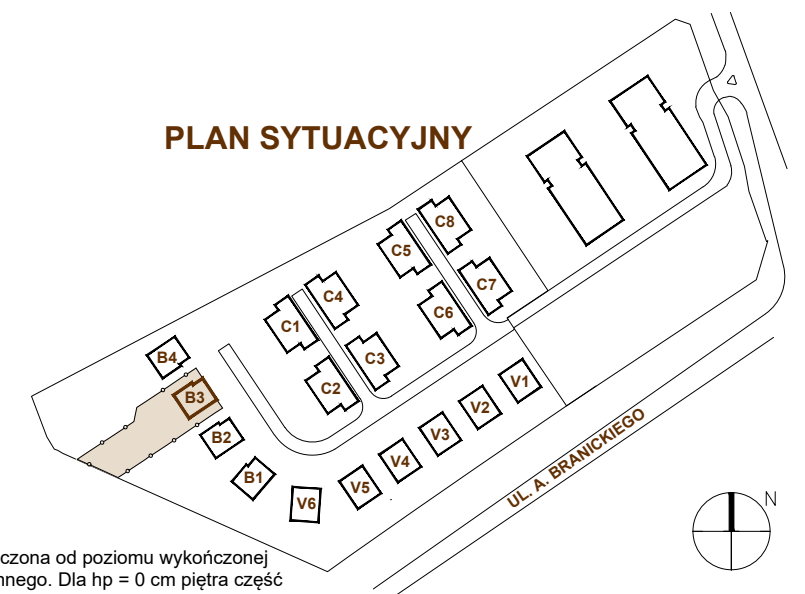 PLAN SYTUACYJNY
C8
C5
C7
C4
C6
C1
C3
B4
C2
V1
B3
V2
B2
V3
V4
B1
V5
V6
UL. A. BRANICKIEGO
N
czona od poziomu wykończonej
nnego. Dla hp = 0 cm piętra część